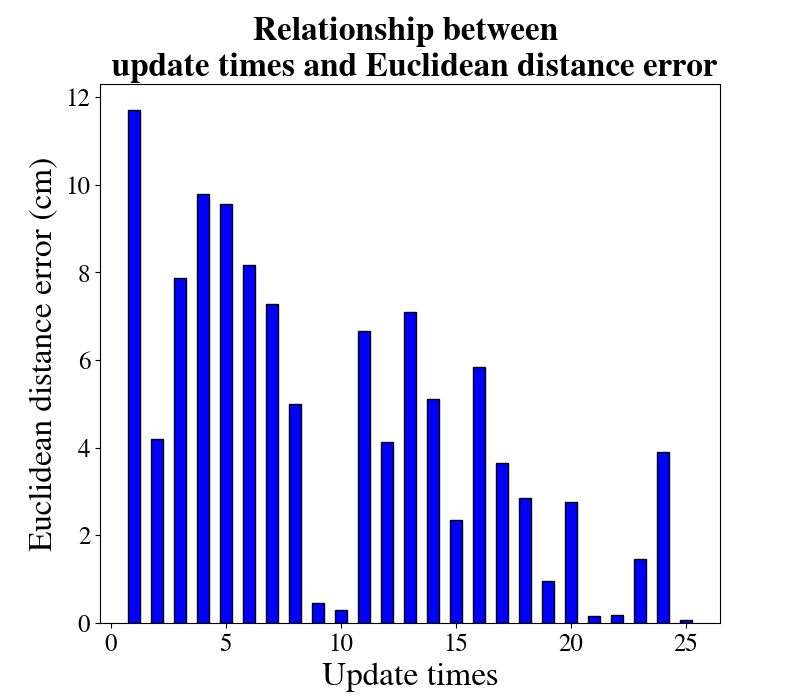 Relationship between
update times and Euclidean distance error
Euclidean distance error (cm)
12
10
8
6
4
2
0
0 5 10 15 20 25
Update times